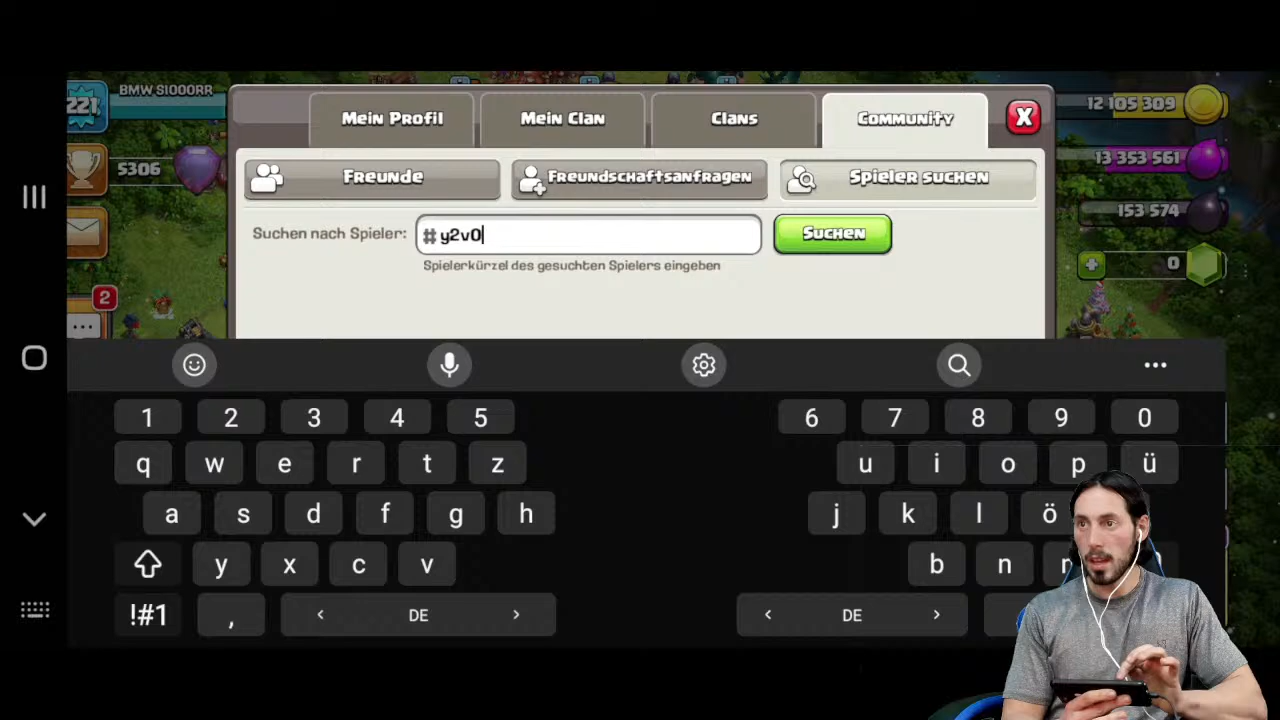 221
BMW S1000RR
5306
2
Mein Profil
Mein Clan
Clans
Community
X
Freunde
Freundschaftsanfragen
Spieler suchen
Suchen nach Spieler:
# y2v0
Suchen
Spielerkürzel des gesuchten Spielers eingeben
12 105 309
13 353 561
153 574
0
1 2 3 4 5 6 7 8 9 0
q w e r t z u i o p ü
a s d f g h j k l ö
y x c v b n
!#1 , < DE > < DE >